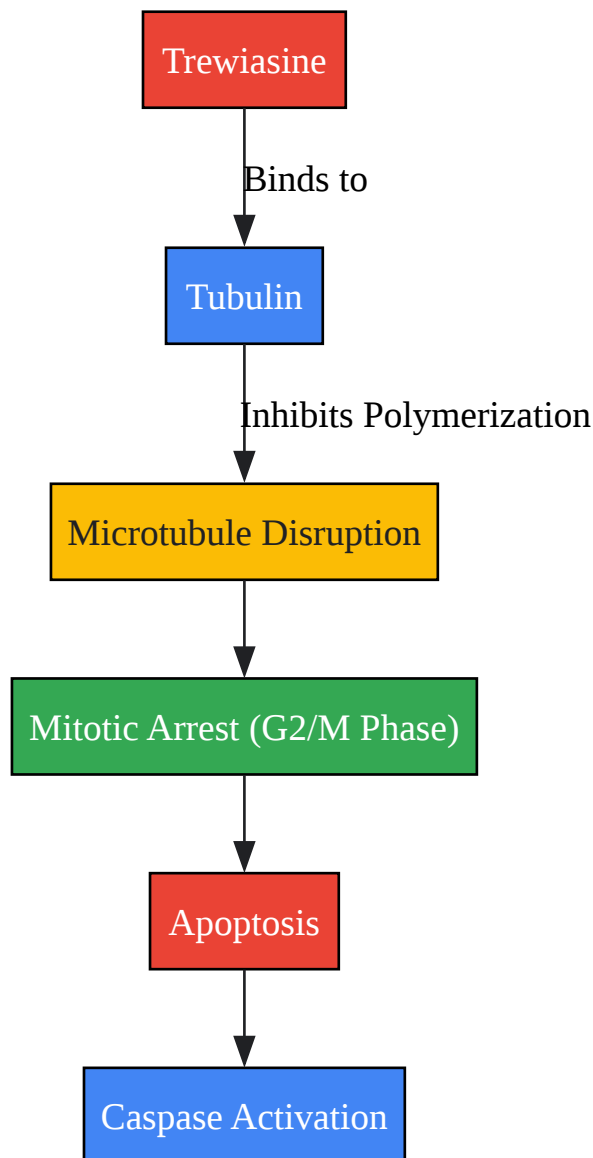 Trewiasine
Binds to
Tubulin
Inhibits Polymerization
Microtubule Disruption
Mitotic Arrest (G2/M Phase)
Apoptosis
Caspase Activation